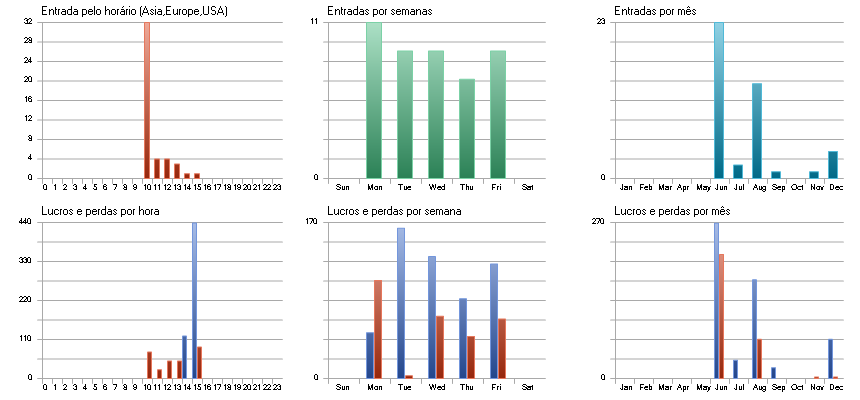 Entrada pelo horário (Asia,Europe,USA)
32
28
24
20
16
12
8
4
0
0 1 2 3 4 5 6 7 8 9 10 11 12 13 14 15 16 17 18 19 20 21 22 23
Entradas por semanas
11
0
Sun Mon Tue Wed Thu Fri Sat
Entradas por mês
23
0
Jan Feb Mar Apr May Jun Jul Aug Sep Oct Nov Dec
Lucros e perdas por hora
440
330
220
110
0
0 1 2 3 4 5 6 7 8 9 10 11 12 13 14 15 16 17 18 19 20 21 22 23
Lucros e perdas por semana
170
0
Sun Mon Tue Wed Thu Fri Sat
Lucros e perdas por mês
270
0
Jan Feb Mar Apr May Jun Jul Aug Sep Oct Nov Dec